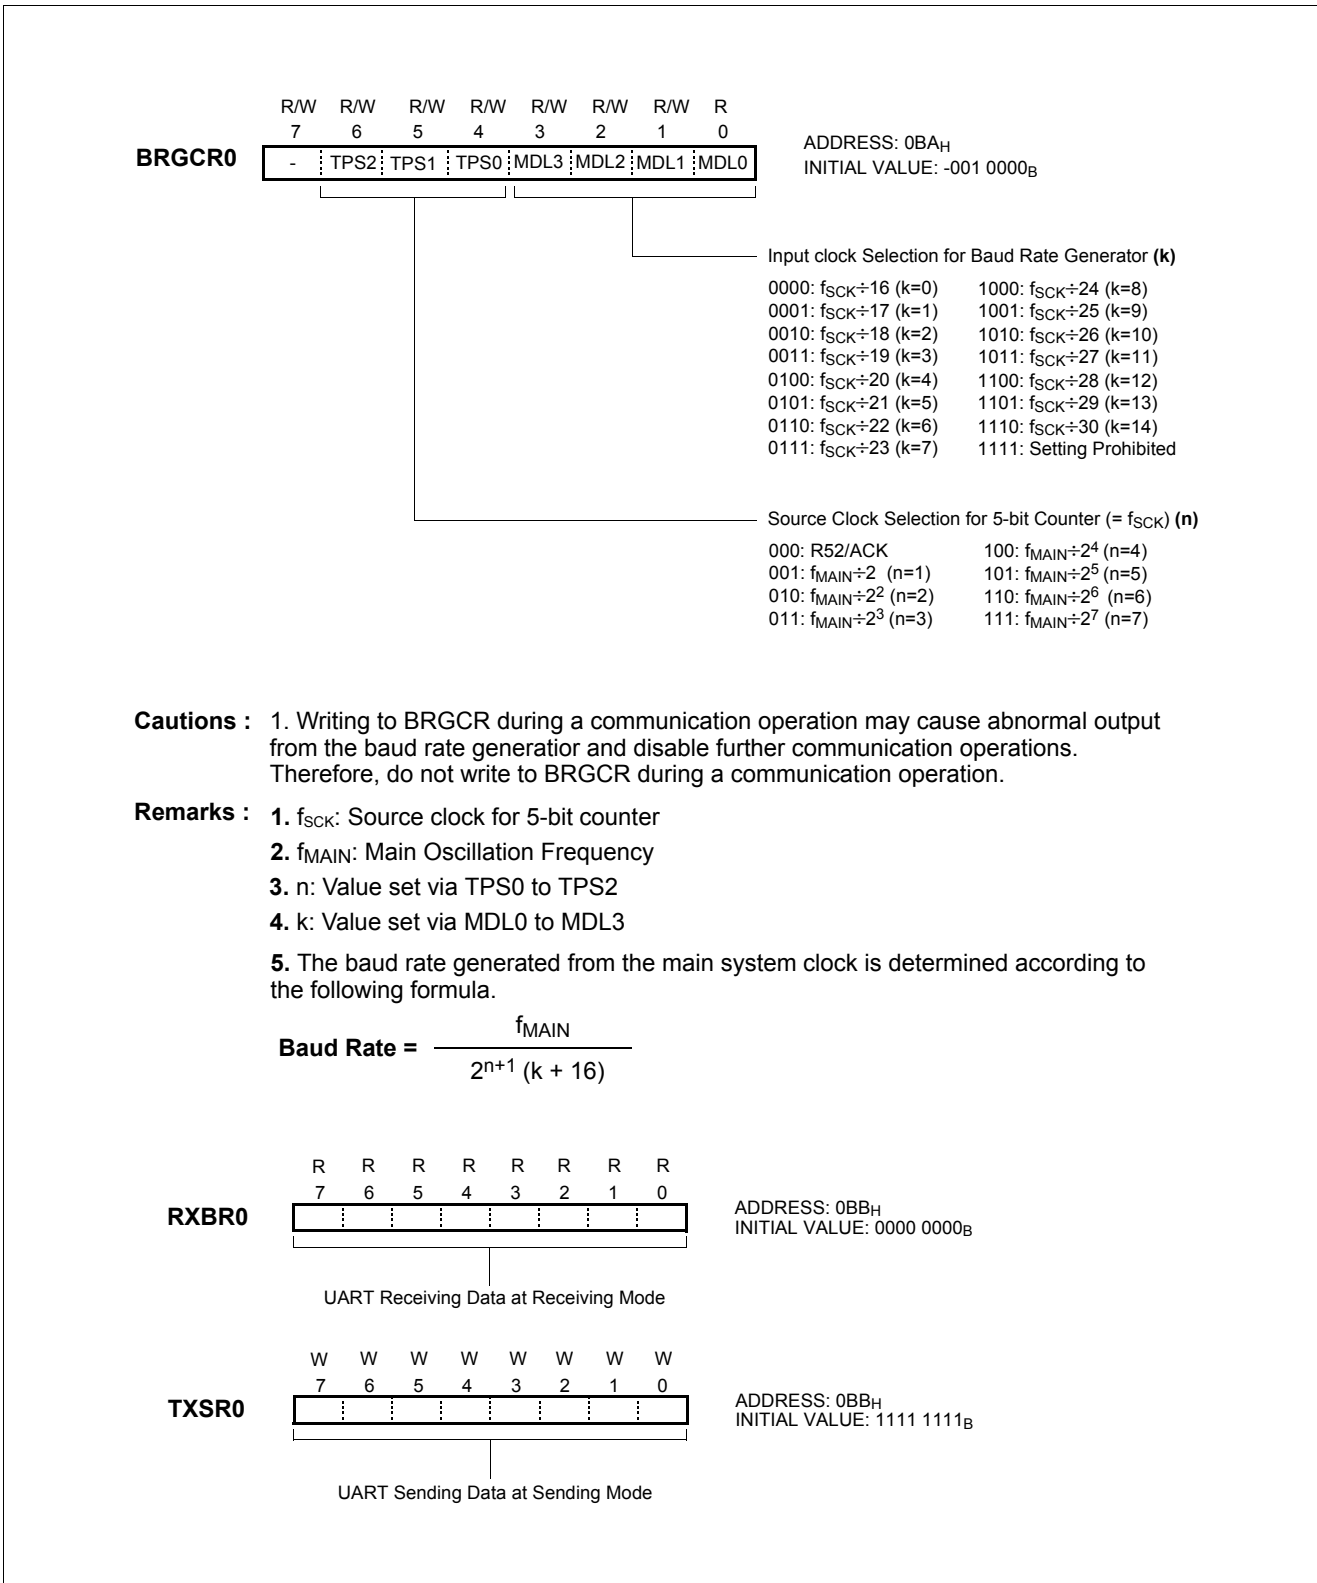 R/W R/W R/W R/W R/W R/W R/W R
7 6 5 4 3 2 1 0
BRGCR0 - TPS2 TPS1 TPS0 MDL3 MDL2 MDL1 MDL0
ADDRESS: 0BAH
INITIAL VALUE: -001 0000B
Input clock Selection for Baud Rate Generator (k)
0000: fSCK÷16 (k=0) 1000: fSCK÷24 (k=8)
0001: fSCK÷17 (k=1) 1001: fSCK÷25 (k=9)
0010: fSCK÷18 (k=2) 1010: fSCK÷26 (k=10)
0011: fSCK÷19 (k=3) 1011: fSCK÷27 (k=11)
0100: fSCK÷20 (k=4) 1100: fSCK÷28 (k=12)
0101: fSCK÷21 (k=5) 1101: fSCK÷29 (k=13)
0110: fSCK÷22 (k=6) 1110: fSCK÷30 (k=14)
0111: fSCK÷23 (k=7) 1111: Setting Prohibited
Source Clock Selection for 5-bit Counter (= fSCK) (n)
000: R52/ACK 100: fMAIN÷2⁴ (n=4)
001: fMAIN÷2 (n=1) 101: fMAIN÷2⁵ (n=5)
010: fMAIN÷2² (n=2) 110: fMAIN÷2⁶ (n=6)
011: fMAIN÷2³ (n=3) 111: fMAIN÷2⁷ (n=7)
Cautions : 1. Writing to BRGCR during a communication operation may cause abnormal output
from the baud rate generatior and disable further communication operations.
Therefore, do not write to BRGCR during a communication operation.
Remarks : 1. fSCK: Source clock for 5-bit counter
2. fMAIN: Main Oscillation Frequency
3. n: Value set via TPS0 to TPS2
4. k: Value set via MDL0 to MDL3
5. The baud rate generated from the main system clock is determined according to
the following formula.
fMAIN
Baud Rate =
2ⁿ⁺¹ (k + 16)
R R R R R R R R
7 6 5 4 3 2 1 0
RXBR0
ADDRESS: 0BBH
INITIAL VALUE: 0000 0000B
UART Receiving Data at Receiving Mode
W W W W W W W W
7 6 5 4 3 2 1 0
TXSR0
ADDRESS: 0BBH
INITIAL VALUE: 1111 1111B
UART Sending Data at Sending Mode